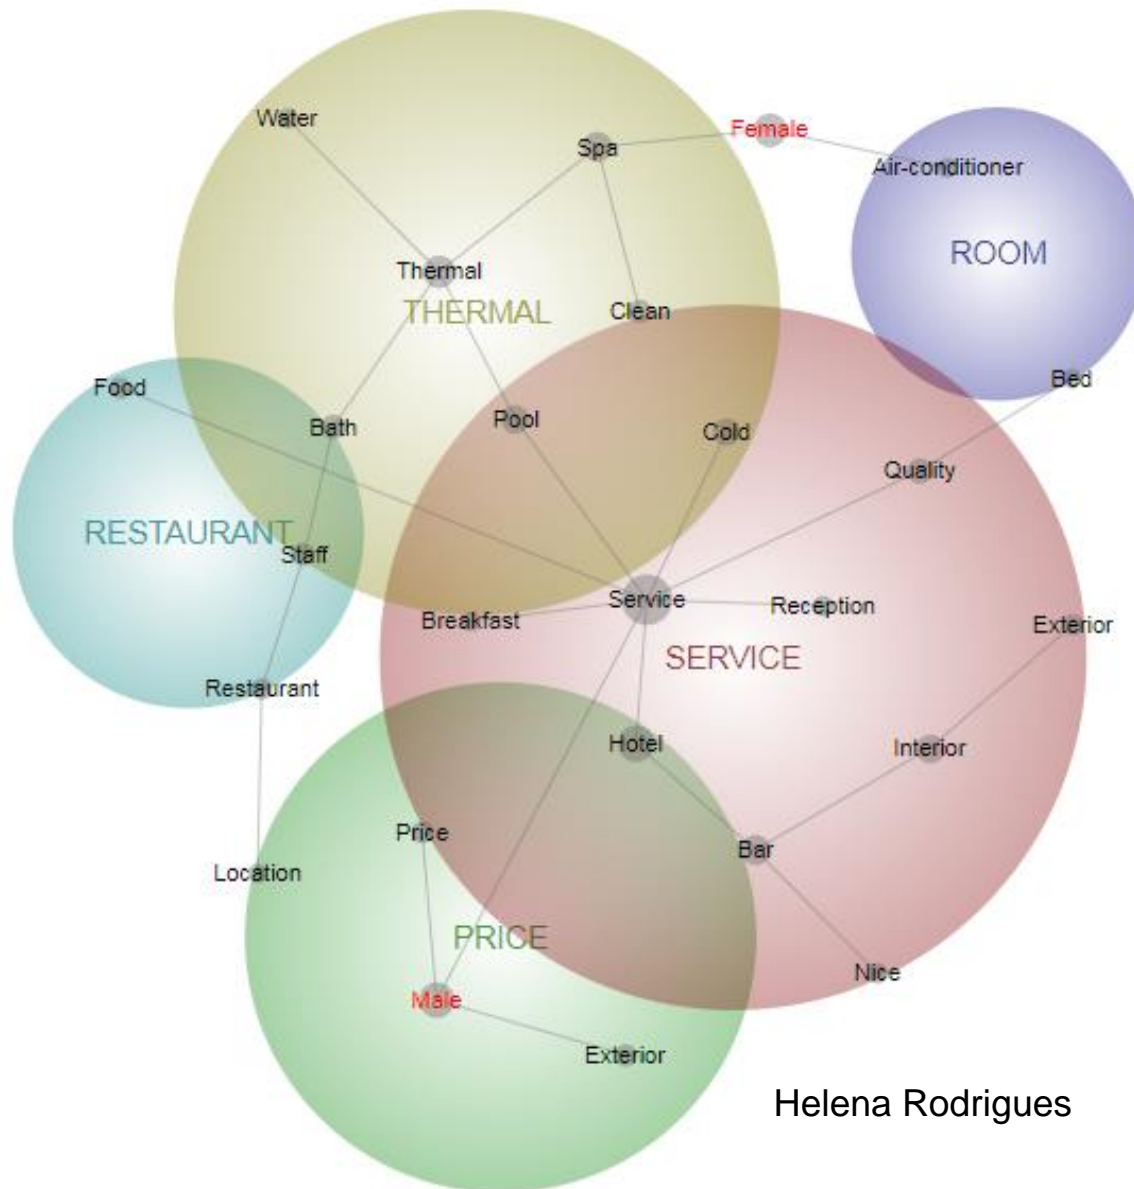 Water
Female
Spa
Air-conditioner
ROOM
Thermal
THERMAL
Clean
Food
Bed
Bath
Pool
Cold
Quality
RESTAURANT
Staff
Service
Reception
Breakfast
Exterior
SERVICE
Restaurant
Hotel
Interior
Price
Bar
Location
PRICE
Nice
Male
Exterior
Helena Rodrigues